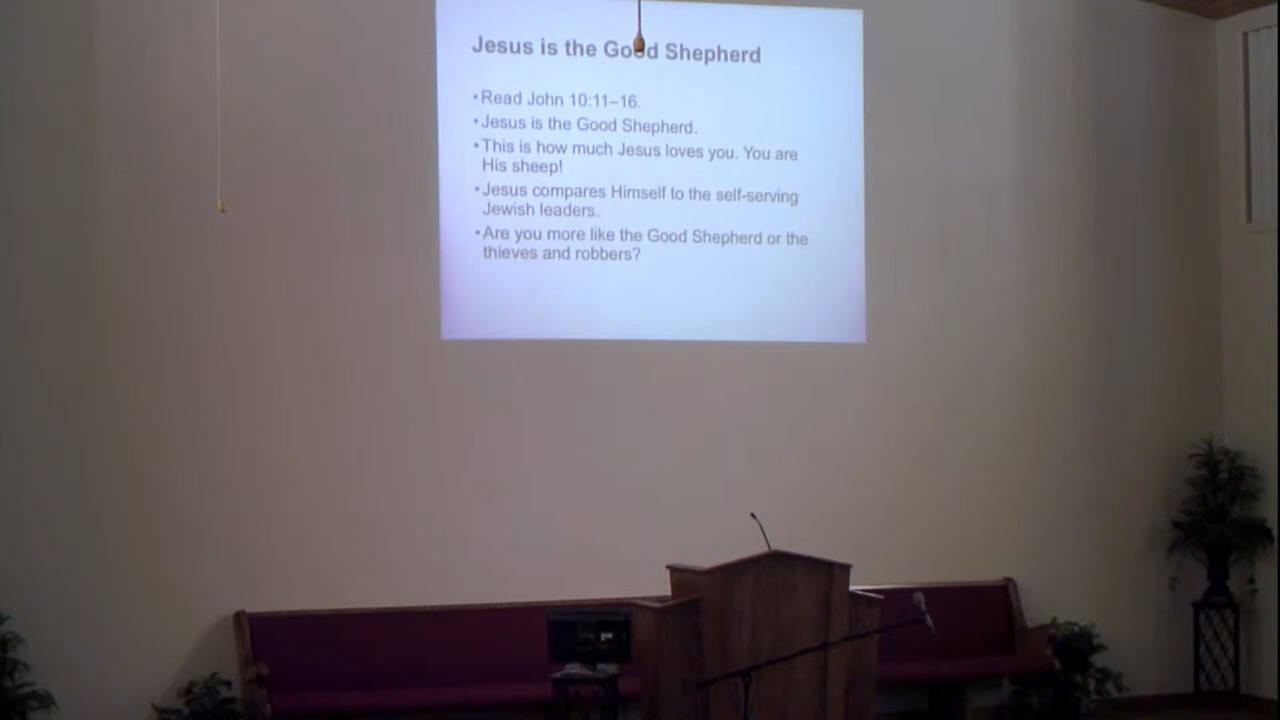 Jesus is the Good Shepherd
•Read John 10:11–16.
•Jesus is the Good Shepherd.
•This is how much Jesus loves you. You are
His sheep!
•Jesus compares Himself to the self-serving
Jewish leaders.
•Are you more like the Good Shepherd or the
thieves and robbers?